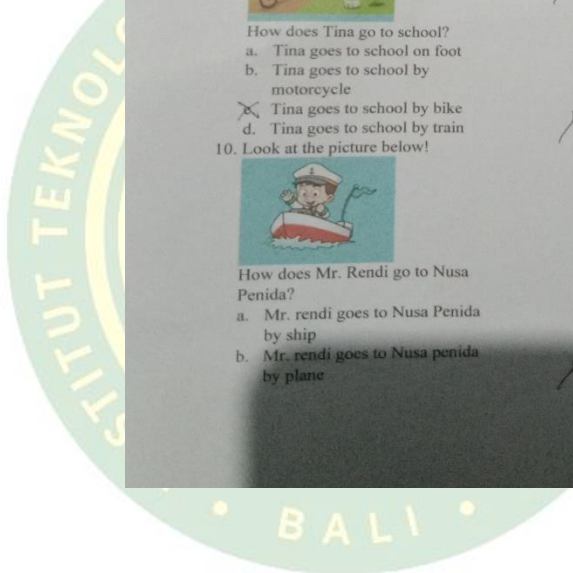 How does Tina go to school?
a. Tina goes to school on foot
b. Tina goes to school by
motorcycle
c. Tina goes to school by bike
d. Tina goes to school by train
10. Look at the picture below!
How does Mr. Rendi go to Nusa
Penida?
a. Mr. rendi goes to Nusa Penida
by ship
b. Mr. rendi goes to Nusa penida
by plane
BALI